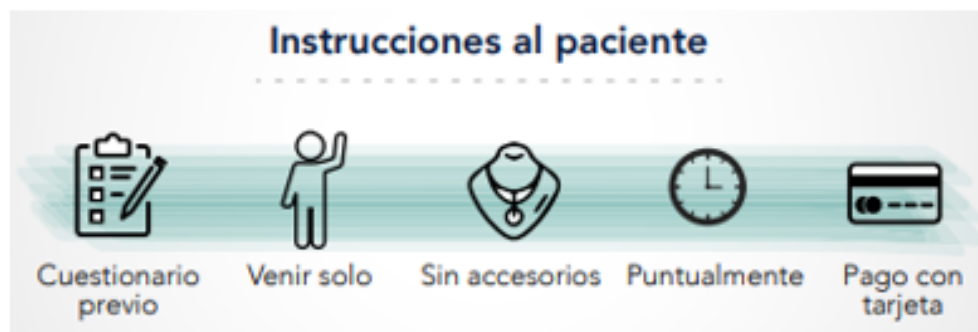 Instrucciones al paciente
Cuestionario previo
Venir solo
Sin accesorios
Puntualmente
Pago con tarjeta